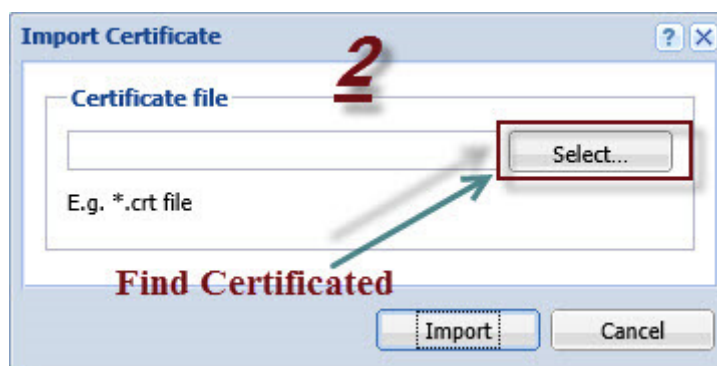 Import Certificate
?
X
2
Certificate file
Select...
E.g. *.crt file
Find Certificated
Import
Cancel